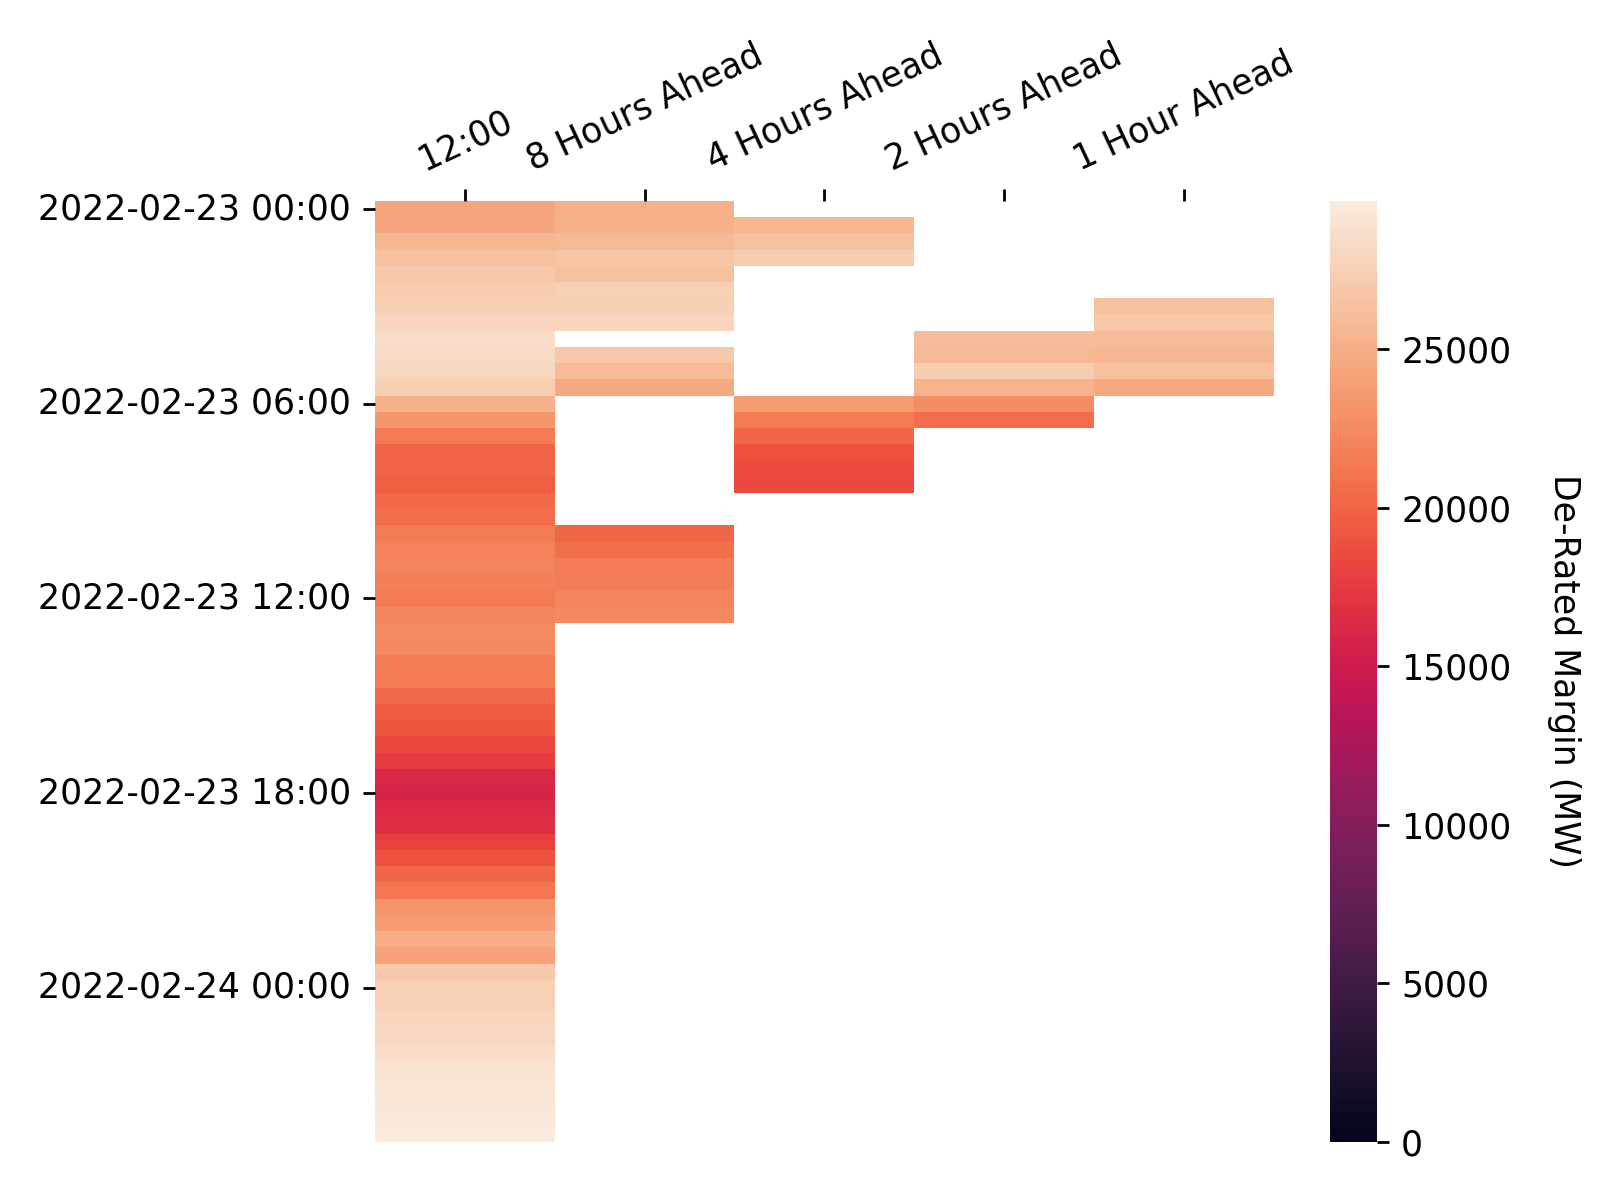 12:00
8 Hours Ahead
4 Hours Ahead
2 Hours Ahead
1 Hour Ahead
2022-02-23 00:00
2022-02-23 06:00
2022-02-23 12:00
2022-02-23 18:00
2022-02-24 00:00
25000
20000
15000
10000
5000
0
De-Rated Margin (MW)